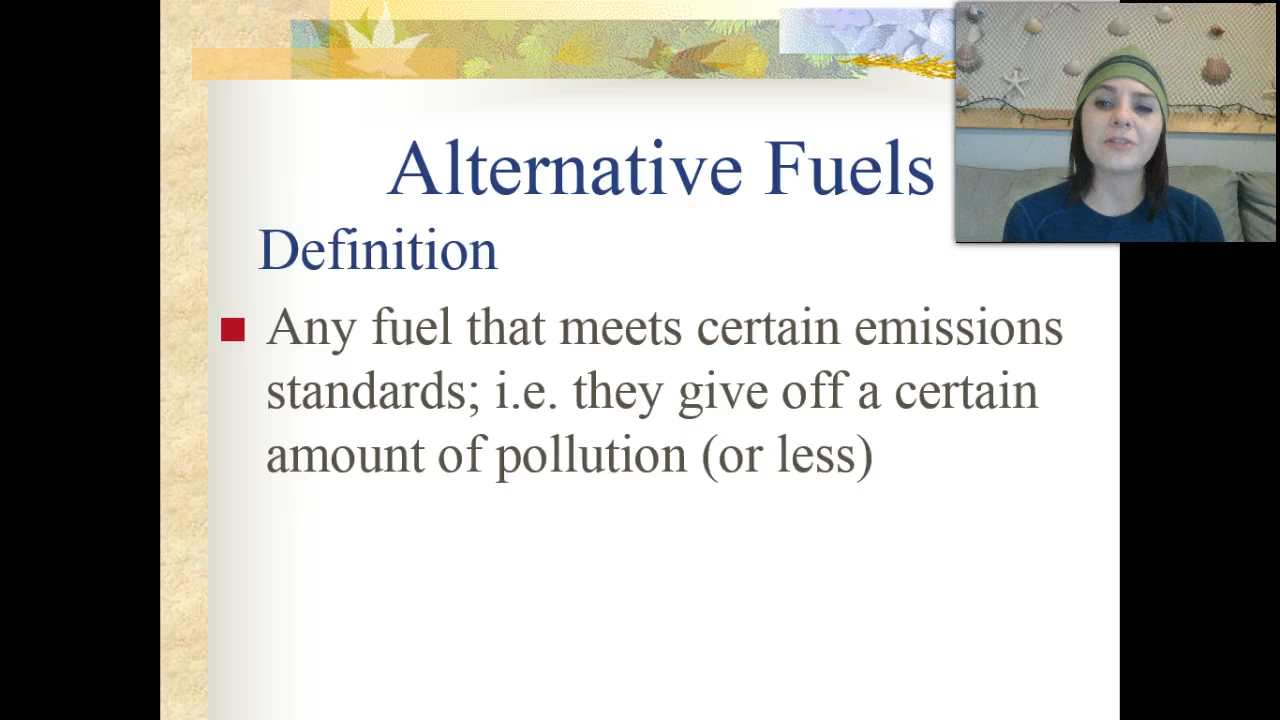 Alternative Fuels
Definition
Any fuel that meets certain emissions
standards; i.e. they give off a certain
amount of pollution (or less)